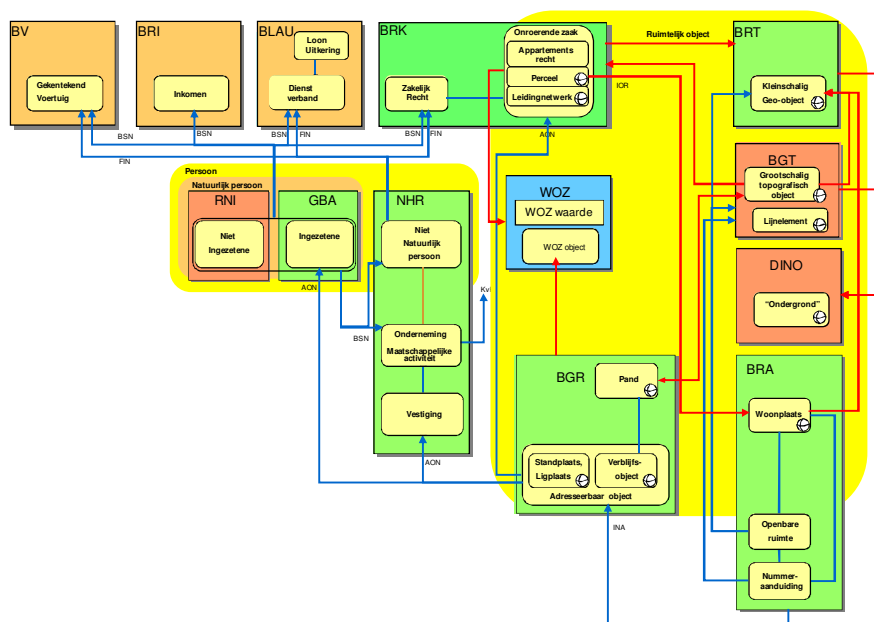 BV
BRI
BLAU
BRK
BRT
Loon
Uitkering
Gekentekend
Voertuig
Inkomen
Dienst
verband
Zakelijk
Recht
Onroerende zaak
Appartements
recht
Perceel
Leidingnetwerk
Ruimtelijk object
IOR
Kleinschalig
Geo-object
BSN
FIN
BSN
BSN
FIN
BSN
FIN
AON
Persoon
Natuurlijk persoon
RNI
GBA
NHR
Niet
Ingezetene
Ingezetene
Niet
Natuurlijk
persoon
AON
BSN
Onderneming
Maatschappelijke
activiteit
Vestiging
AON
WOZ
WOZ waarde
WOZ object
BGT
Grootschalig
topografisch
object
Lijnelement
DINO
“Ondergrond”
BGR
Pand
Standplaats,
Ligplaats
Verblijfs-
object
Adresseerbaar object
INA
BRA
Woonplaats
Openbare
ruimte
Nummer-
aanduiding